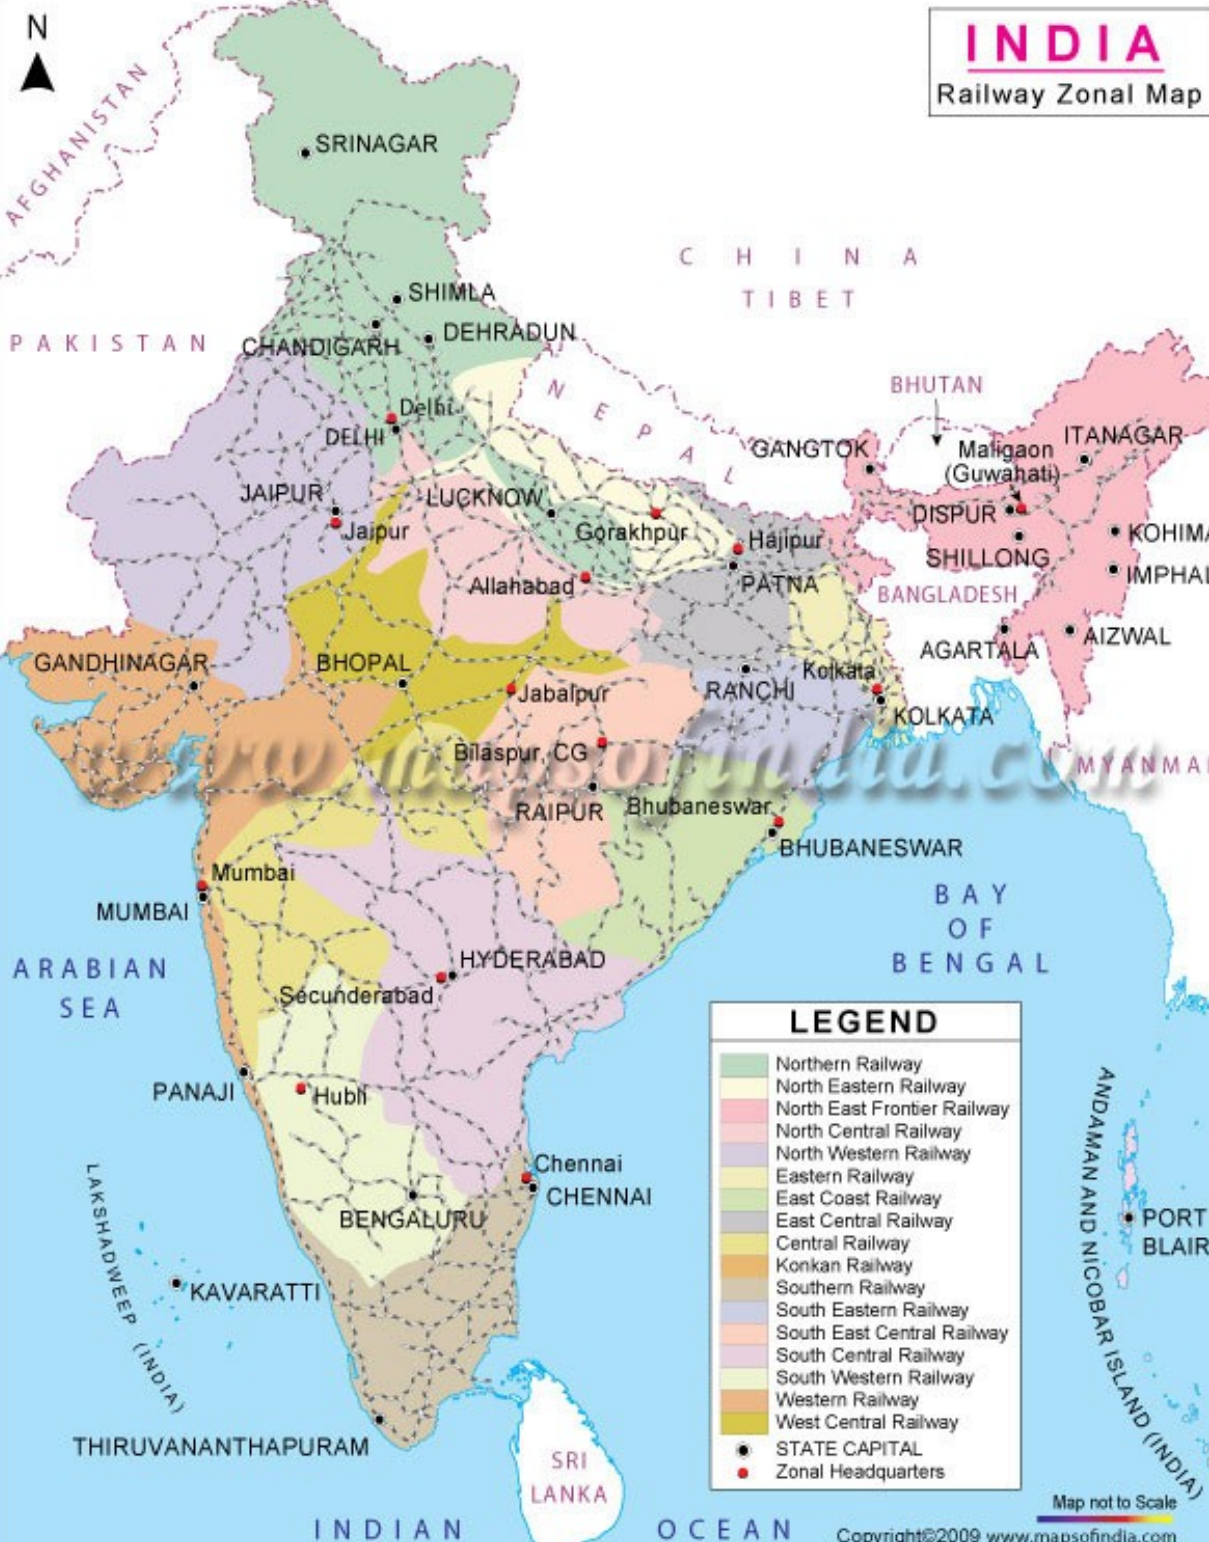 N
INDIA
Railway Zonal Map
AFGHANISTAN
SRINAGAR
CHINA
TIBET
SHIMLA
DEHRADUN
PAKISTAN
CHANDIGARH
BHUTAN
NEPAL
Delhi
DELHI
GANGTOK
Maligaon
(Guwahati)
ITANAGAR
JAIPUR
Jaipur
LUCKNOW
Gorakhpur
Hajipur
DISPUR
KOHIMA
SHILLONG
Allahabad
PATNA
IMPHAL
BANGLADESH
AGARTALA
AIZWAL
GANDHINAGAR
BHOPAL
Jabalpur
RANCHI
Kolkata
KOLKATA
www.mapsofindia.com
Bilaspur, CG
MYANMAR
RAIPUR
Bhubaneswar
BHUBANESWAR
Mumbai
MUMBAI
BAY
OF
BENGAL
ARABIAN
SEA
HYDERABAD
Secunderabad
PANAJI
Hubli
Chennai
CHENNAI
BENGALURU
LAKSHADWEEP (INDIA)
KAVARATTI
THIRUVANANTHAPURAM
SRI
LANKA
INDIAN OCEAN
LEGEND
Northern Railway
North Eastern Railway
North East Frontier Railway
North Central Railway
North Western Railway
Eastern Railway
East Coast Railway
East Central Railway
Central Railway
Konkan Railway
Southern Railway
South Eastern Railway
South East Central Railway
South Central Railway
South Western Railway
Western Railway
West Central Railway
STATE CAPITAL
Zonal Headquarters
ANDAMAN AND NICOBAR ISLAND (INDIA)
PORT
BLAIR
Map not to Scale
Copyright©2009 www.mapsofindia.com